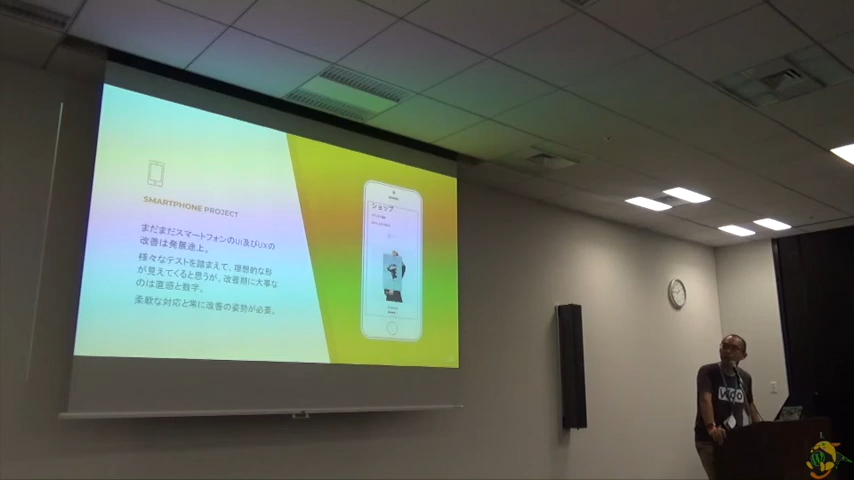 SMARTPHONE PROJECT
まだまだスマートフォンのUI及びUXの
改善は発展途上。
様々なテストを踏まえて、理想的な形
が見えてくると思うが、改善期に大事な
のは直感と数字。
柔軟な対応と常に改善の姿勢が必要。
ショップ